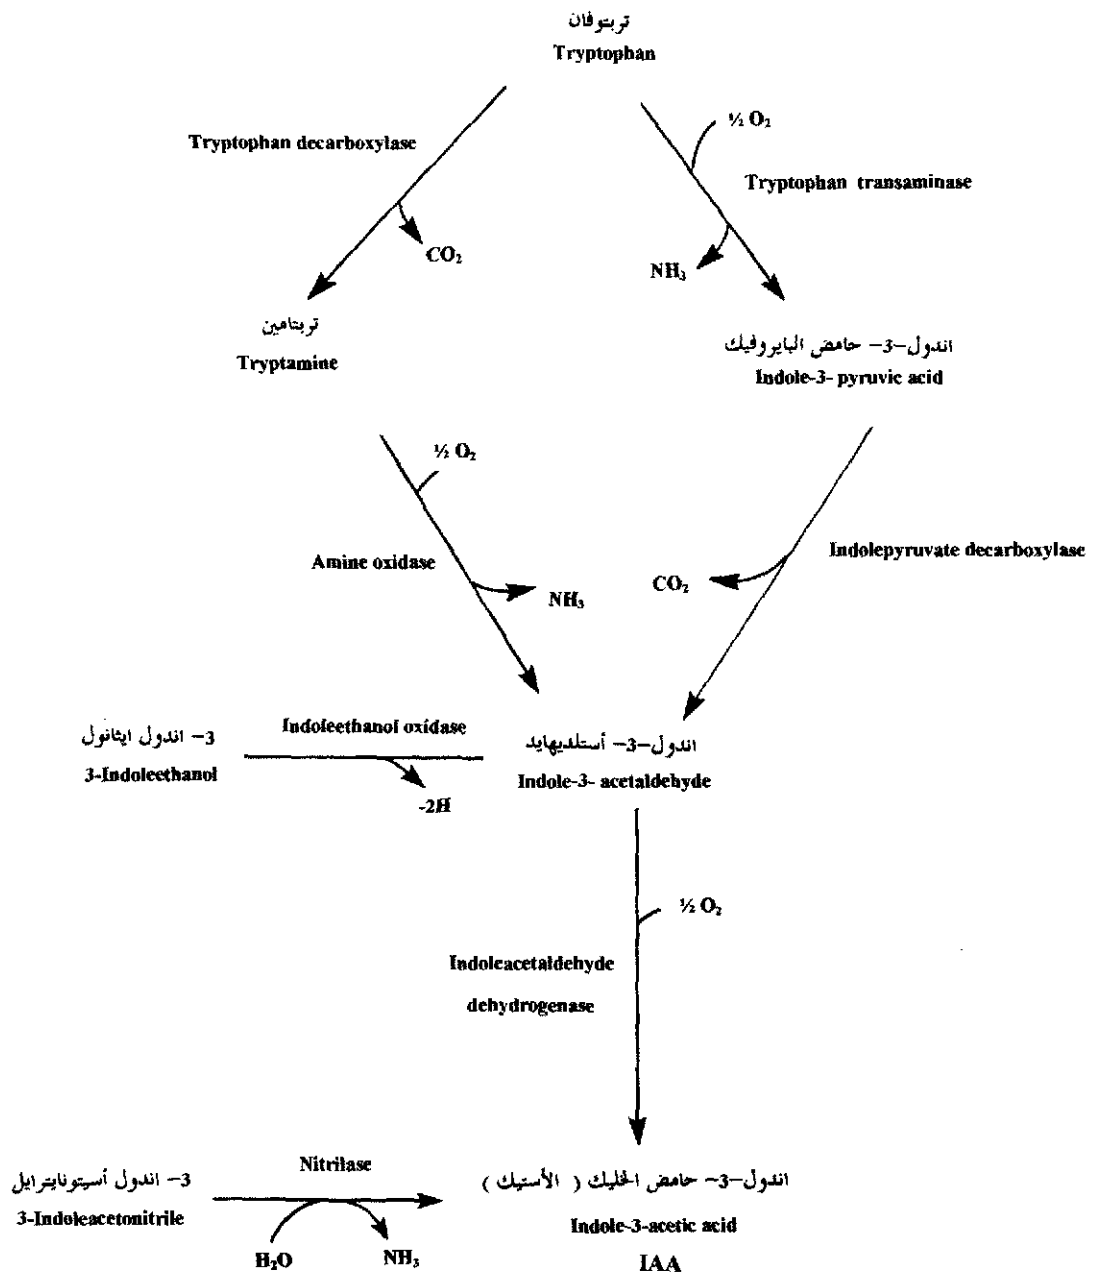 تربتوفان
Tryptophan
½ O₂
Tryptophan decarboxylase
Tryptophan transaminase
CO₂
NH₃
تربتامين
Tryptamine
اندول-3- حامض البايروفيك
Indole-3- pyruvic acid
½ O₂
Amine oxidase
NH₃
CO₂
Indolepyruvate decarboxylase
3- اندول ايثانول
3-Indoleethanol
Indoleethanol oxidase
-2H
اندول-3- أستلديهايد
Indole-3- acetaldehyde
½ O₂
Indoleacetaldehyde
dehydrogenase
3- اندول أسيتونايترايل
3-Indoleacetonitrile
Nitrilase
H₂O
NH₃
اندول-3- حامض الخليك ( الأستيك )
Indole-3-acetic acid
IAA